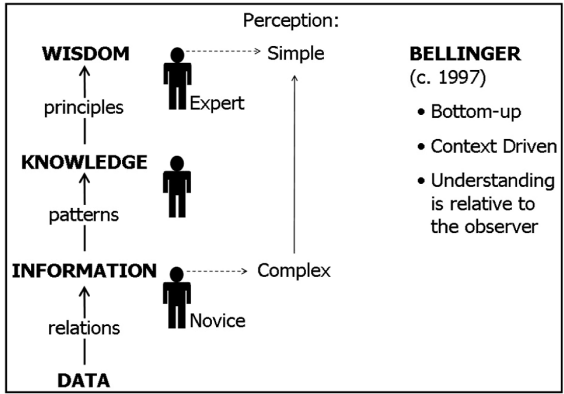 Perception:
WISDOM
Simple
BELLINGER
(c. 1997)
principles
Expert
• Bottom-up
• Context Driven
• Understanding
is relative to
the observer
KNOWLEDGE
patterns
INFORMATION
Complex
Novice
relations
DATA